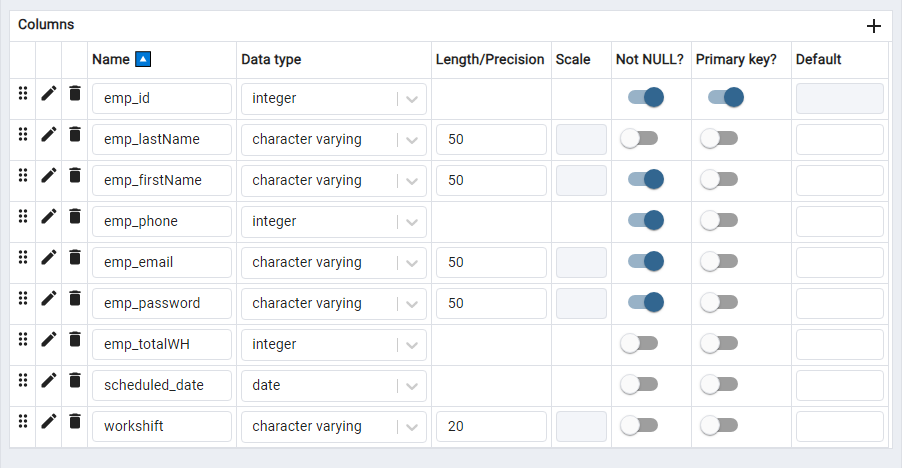 Columns
Name Data type Length/Precision Scale Not NULL? Primary key? Default
emp_id integer
emp_lastName character varying 50
emp_firstName character varying 50
emp_phone integer
emp_email character varying 50
emp_password character varying 50
emp_totalWH integer
scheduled_date date
workshift character varying 20